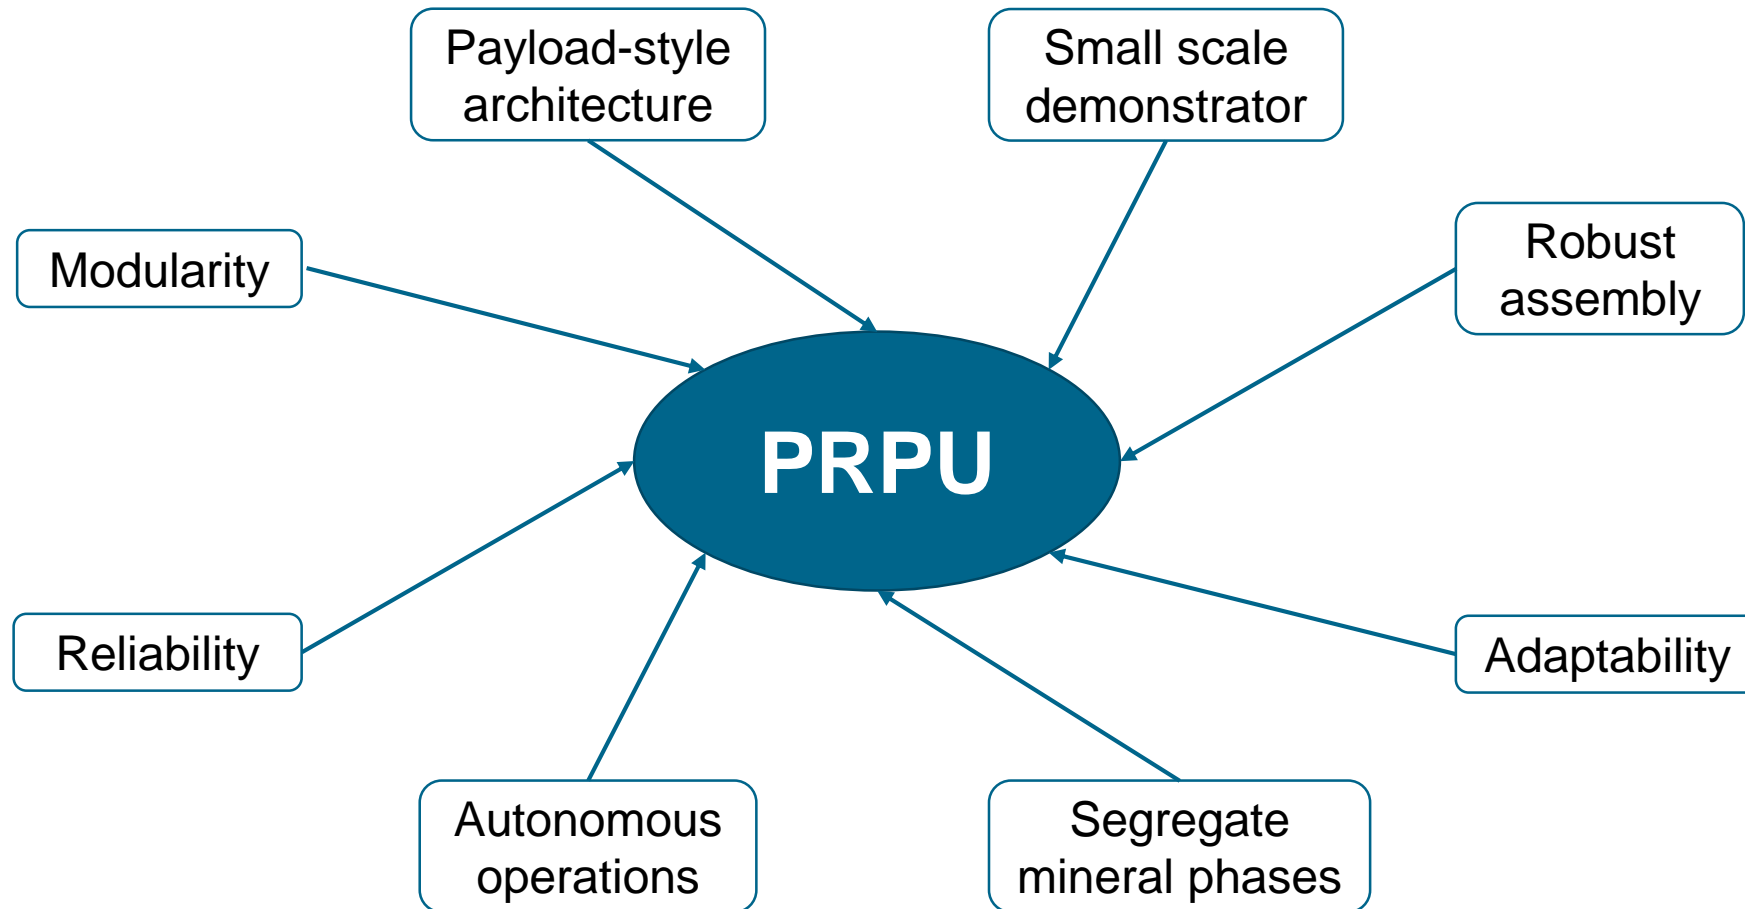 Payload-style
architecture
Small scale
demonstrator
Modularity
Robust
assembly
PRPU
Reliability
Adaptability
Autonomous
operations
Segregate
mineral phases